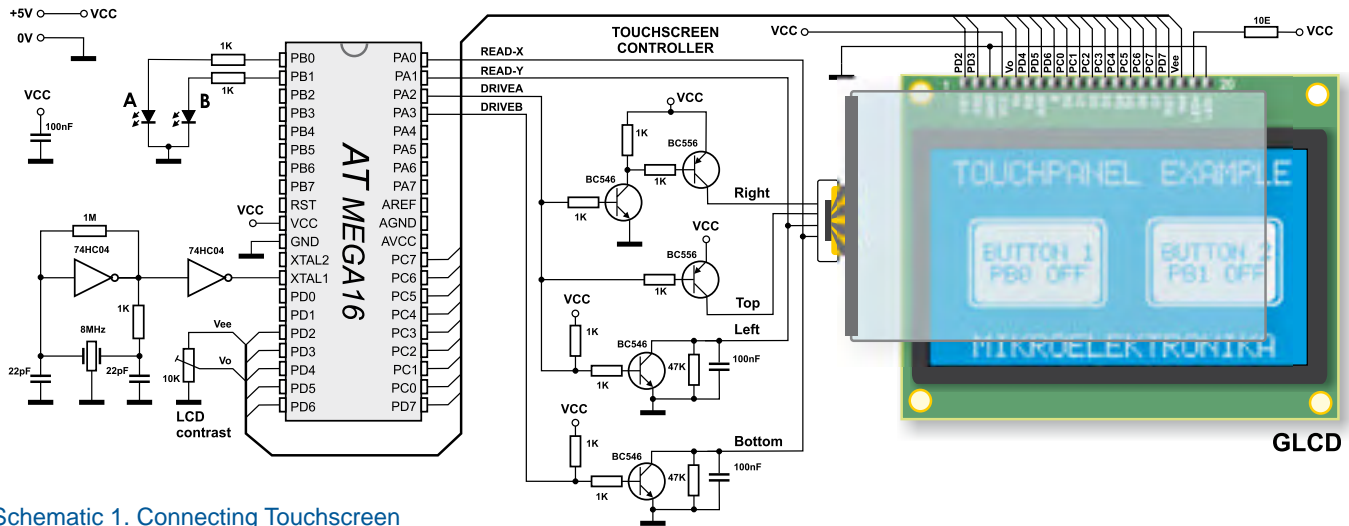 +5V VCC
0V
VCC
100nF
1K
1K
A B
1M
74HC04 74HC04
1K
8MHz
22pF 22pF
Vee
Vo
10K
LCD
contrast
AT MEGA16
PB0 PA0
PB1 PA1
PB2 PA2
PB3 PA3
PB4 PA4
PB5 PA5
PB6 PA6
PB7 PA7
RST AREF
VCC AGND
GND AVCC
XTAL2 PC7
XTAL1 PC6
PD0 PC5
PD1 PC4
PD2 PC3
PD3 PC2
PD4 PC1
PD5 PC0
PD6 PD7
VCC
READ-X
READ-Y
DRIVEA
DRIVEB
TOUCHSCREEN
CONTROLLER
VCC
1K
BC556
1K
BC546
1K
Right
VCC
BC556
1K
Top
VCC
1K
BC546
1K
Left
47K
100nF
VCC
1K
BC546
1K
Bottom
47K
100nF
VCC
10E
VCC
PD2
PD3
Vo
PD4
PD5
PD6
PC0
PC1
PC2
PC3
PC4
PC5
PC6
PC7
PD7
Vee
1 20
TOUCHPANEL EXAMPLE
BUTTON 1
PB0 OFF
BUTTON 2
PB1 OFF
MIKROELEKTRONIKA
GLCD
Schematic 1. Connecting Touchscreen